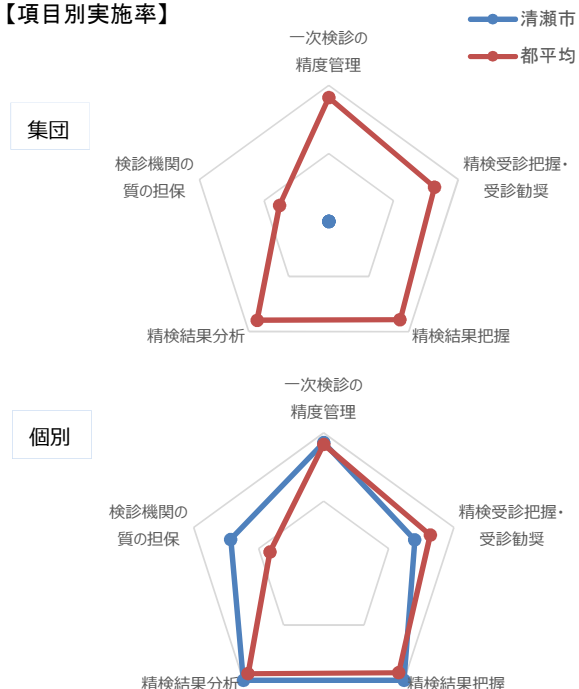 【項目別実施率】
清瀬市
都平均
集団
一次検診の
精度管理
検診機関の
質の担保
精検受診把握・
受診勧奨
精検結果分析
精検結果把握
個別
一次検診の
精度管理
検診機関の
質の担保
精検受診把握・
受診勧奨
精検結果分析
精検結果把握